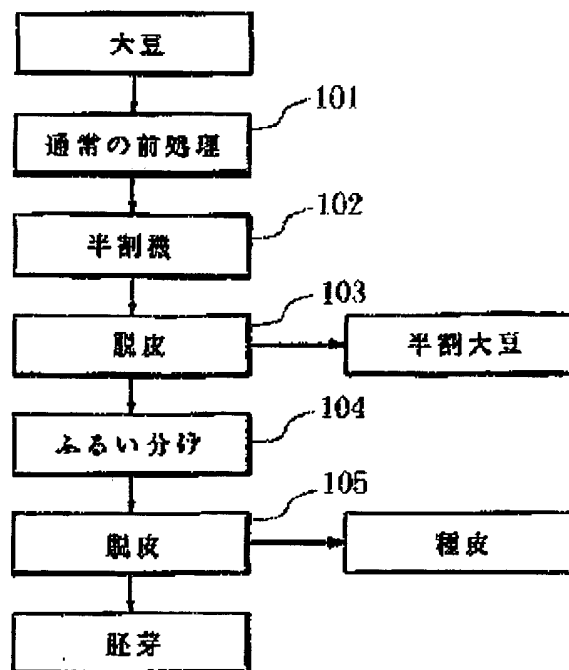 大豆
101
通常の前処理
102
半割機
103
脱皮
半割大豆
104
ふるい分け
105
脱皮
種皮
胚芽